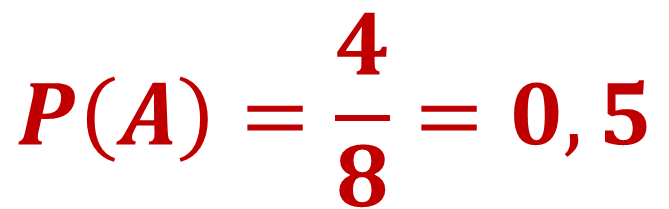 P(A) = 4/8 = 0,5